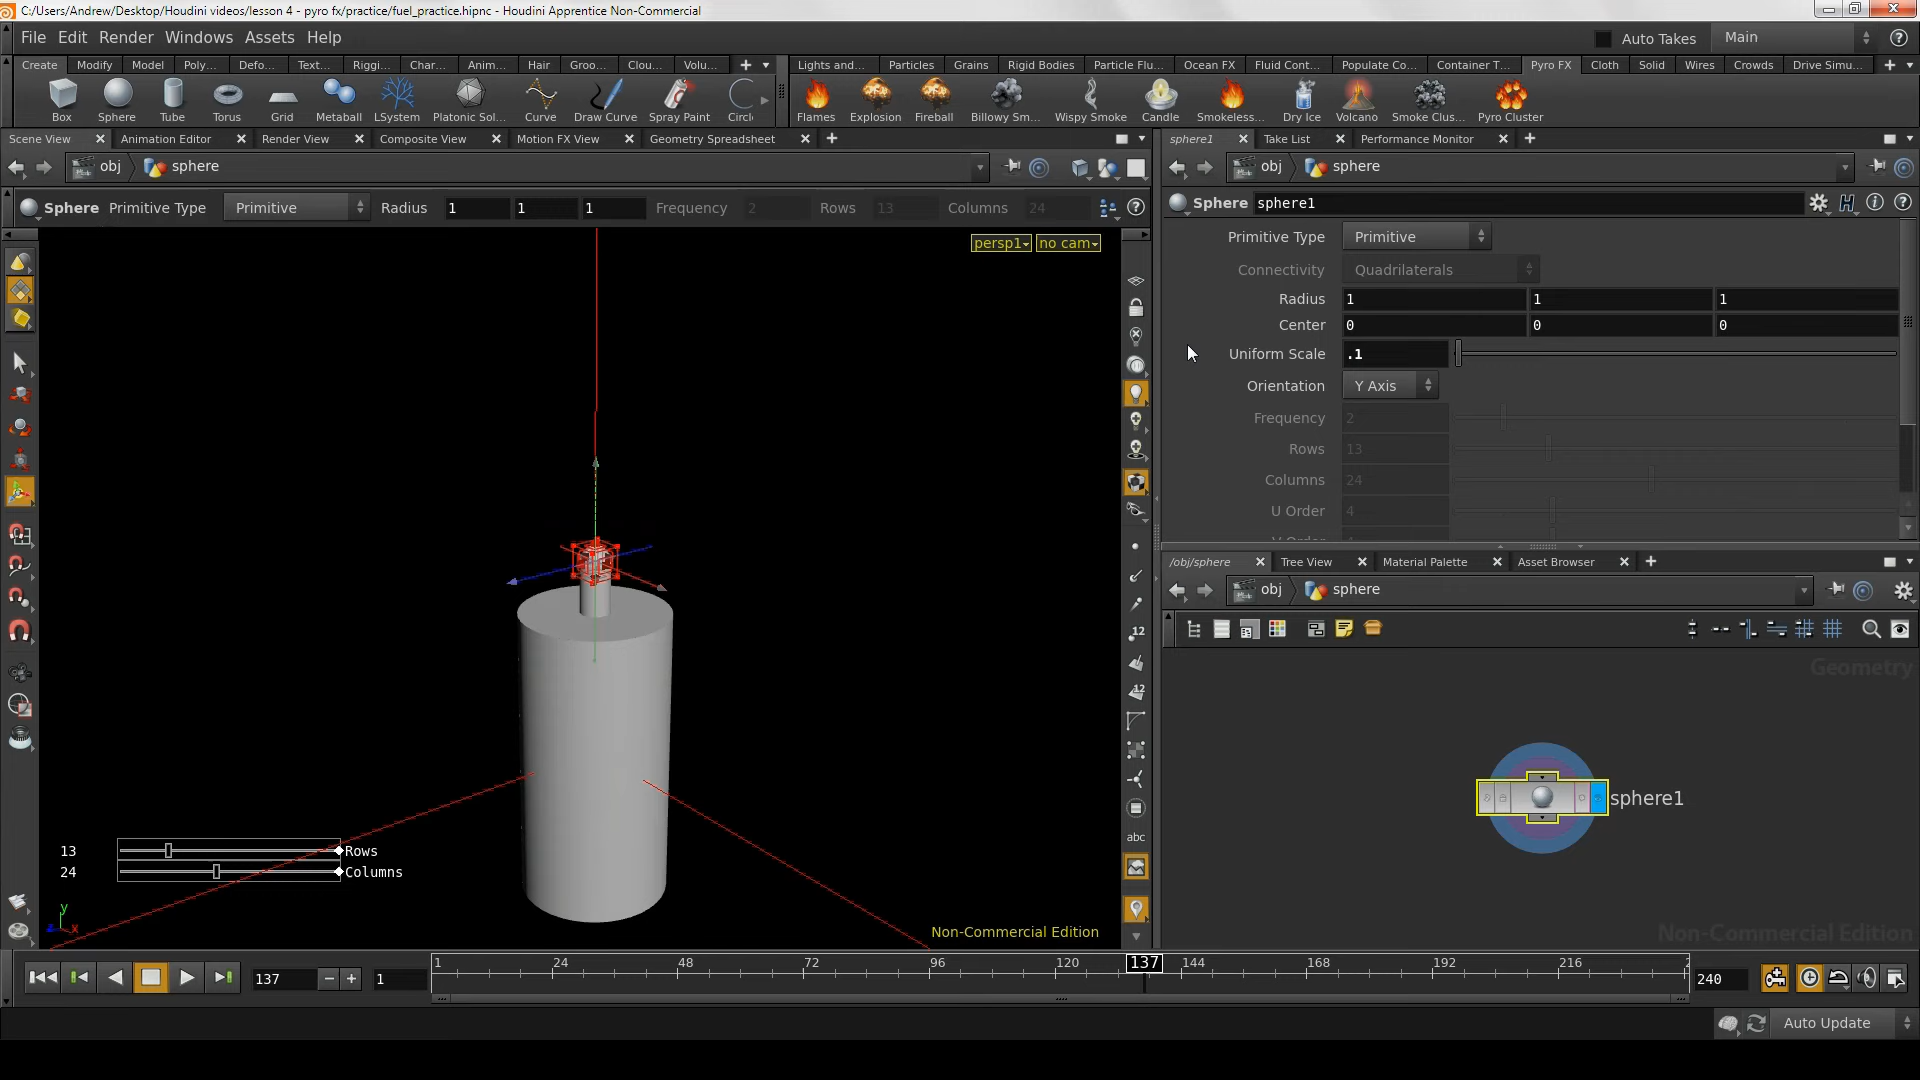 C:/Users/Andrew/Desktop/Houdini videos/lesson 4 - pyro fx/practice/fuel_practice.hipnc - Houdini Apprentice Non-Commercial
File Edit Render Windows Assets Help
Auto Takes Main
Create Modify Model Poly... Defo... Text... Riggi... Char... Anim... Hair Groo... Clou... Volu...
Lights and... Particles Grains Rigid Bodies Particle Flu... Ocean FX Fluid Cont... Populate Co... Container T... Pyro FX Cloth Solid Wires Crowds Drive Simu...
Box Sphere Tube Torus Grid Metaball LSystem Platonic Sol... Curve Draw Curve Spray Paint Circl
Flames Explosion Fireball Billowy Sm... Wispy Smoke Candle Smokeless... Dry Ice Volcano Smoke Clus... Pyro Cluster
Scene View Animation Editor Render View Composite View Motion FX View Geometry Spreadsheet
sphere1 Take List Performance Monitor
obj sphere
obj sphere
Sphere Primitive Type Primitive Radius 1 1 1 Frequency 2 Rows 13 Columns 24
Sphere sphere1
persp1 no cam
Primitive Type Primitive
Connectivity Quadrilaterals
Radius 1 1 1
Center 0 0 0
Uniform Scale .1
Orientation Y Axis
Frequency 2
Rows 13
Columns 24
U Order 4
/obj/sphere Tree View Material Palette Asset Browser
obj sphere
12
12
abc
Geometry
sphere1
13 Rows
24 Columns
y
z x
Non-Commercial Edition
Non-Commercial Edition
137 1
1 24 48 72 96 120 137 144 168 192 216 2
240
Auto Update